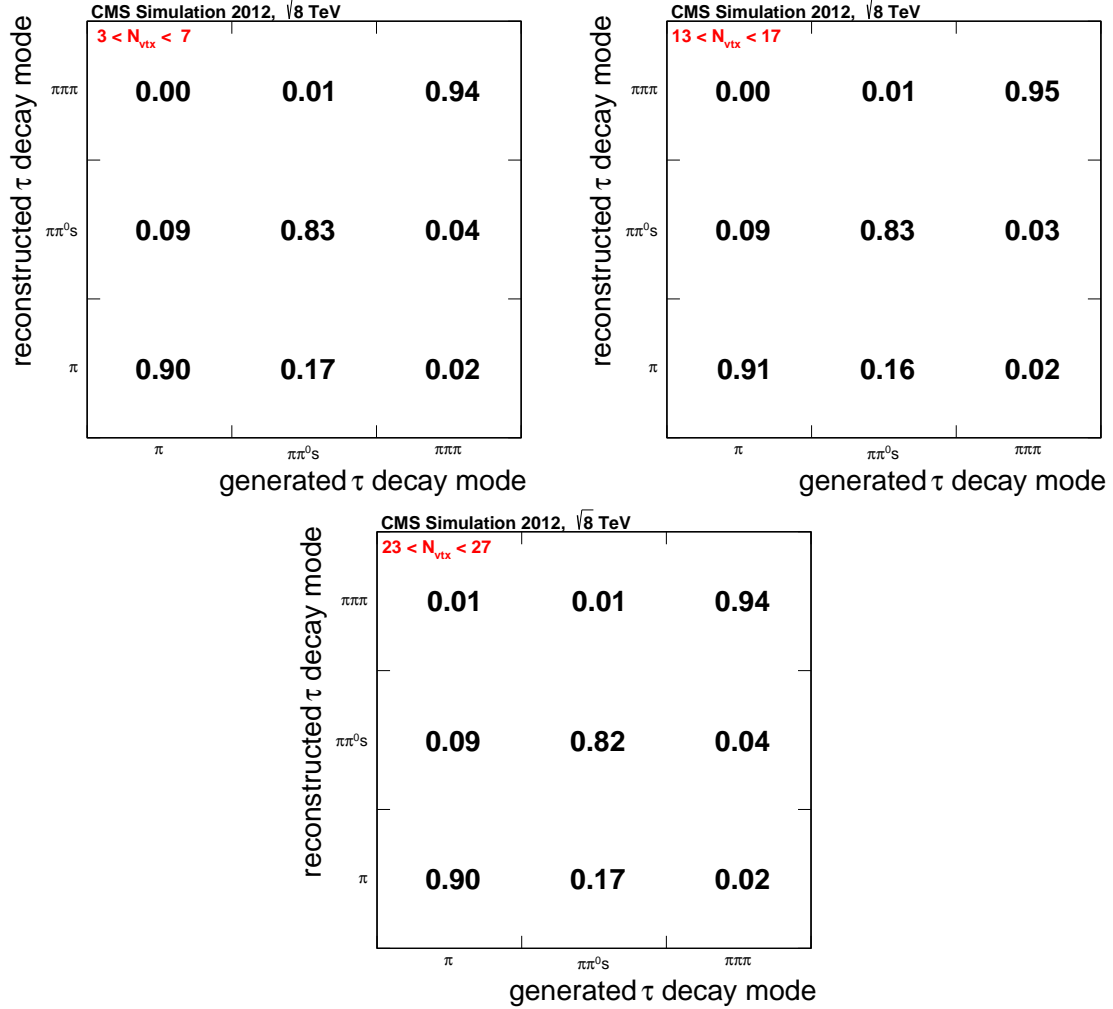 CMS Simulation 2012, √8 TeV
3 < Nvtx < 7
reconstructed τ decay mode
πππ 0.00 0.01 0.94
ππ⁰s 0.09 0.83 0.04
π 0.90 0.17 0.02
π ππ⁰s πππ
generated τ decay mode
CMS Simulation 2012, √8 TeV
13 < Nvtx < 17
reconstructed τ decay mode
πππ 0.00 0.01 0.95
ππ⁰s 0.09 0.83 0.03
π 0.91 0.16 0.02
π ππ⁰s πππ
generated τ decay mode
CMS Simulation 2012, √8 TeV
23 < Nvtx < 27
reconstructed τ decay mode
πππ 0.01 0.01 0.94
ππ⁰s 0.09 0.82 0.04
π 0.90 0.17 0.02
π ππ⁰s πππ
generated τ decay mode